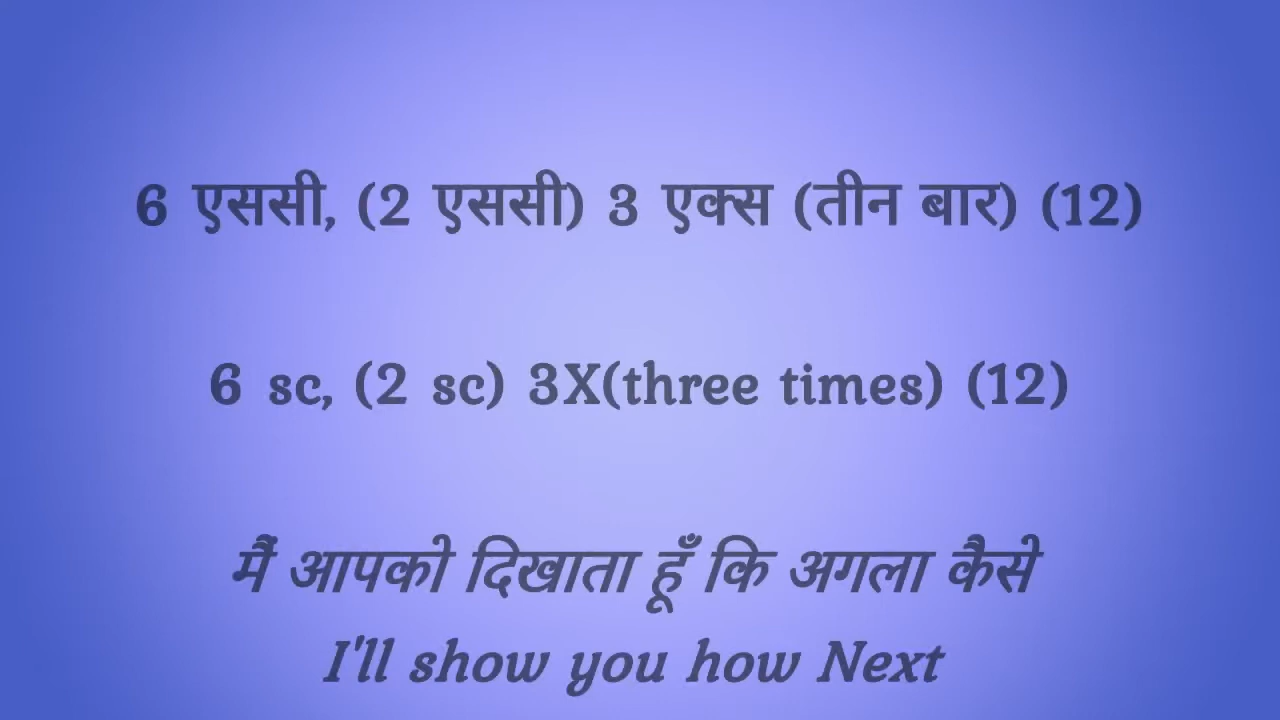 6 एससी, (2 एससी) 3 एक्स (तीन बार) (12)
6 sc, (2 sc) 3X(three times) (12)
मैं आपको दिखाता हूँ कि अगला कैसे
I'll show you how Next